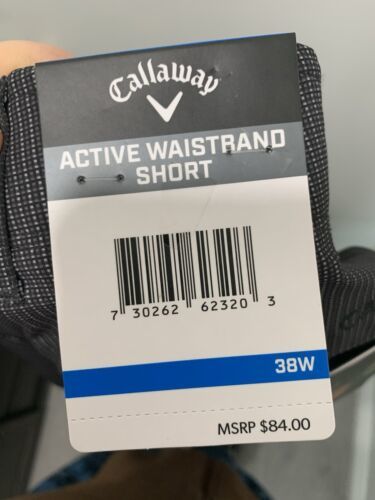 Callaway
ACTIVE WAISTRAND
SHORT
7 30262 62320 3
38W
MSRP $84.00